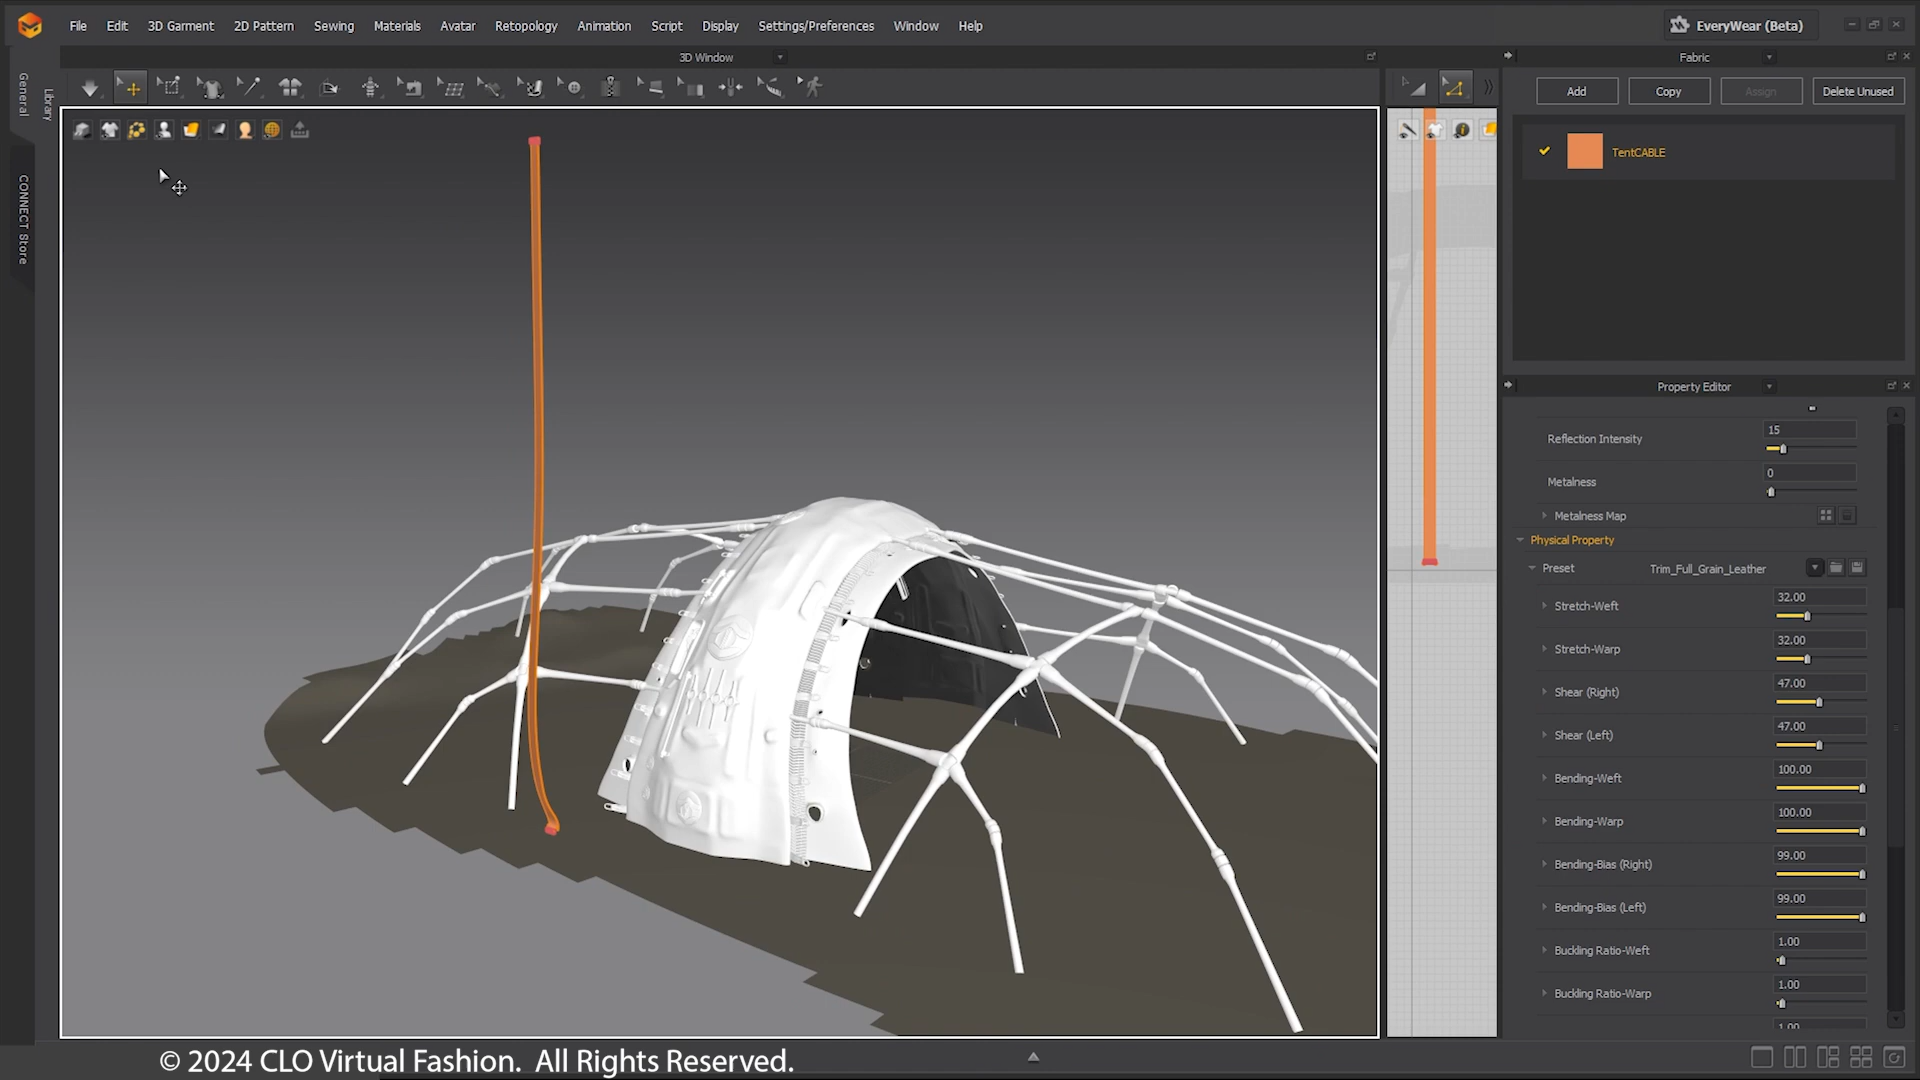 File Edit 3D Garment 2D Pattern Sewing Materials Avatar Retopology Animation Script Display Settings/Preferences Window Help
EveryWear (Beta)
General
Library
CONNECT Store
3D Window
Fabric
Add Copy Assign Delete Unused
TentCABLE
Property Editor
Reflection Intensity 15
Metalness 0
Metalness Map
Physical Property
Preset Trim_Full_Grain_Leather
Stretch-Weft 32.00
Stretch-Warp 32.00
Shear (Right) 47.00
Shear (Left) 47.00
Bending-Weft 100.00
Bending-Warp 100.00
Bending-Bias (Right) 99.00
Bending-Bias (Left) 99.00
Buckling Ratio-Weft 1.00
Buckling Ratio-Warp 1.00
1.00
© 2024 CLO Virtual Fashion. All Rights Reserved.